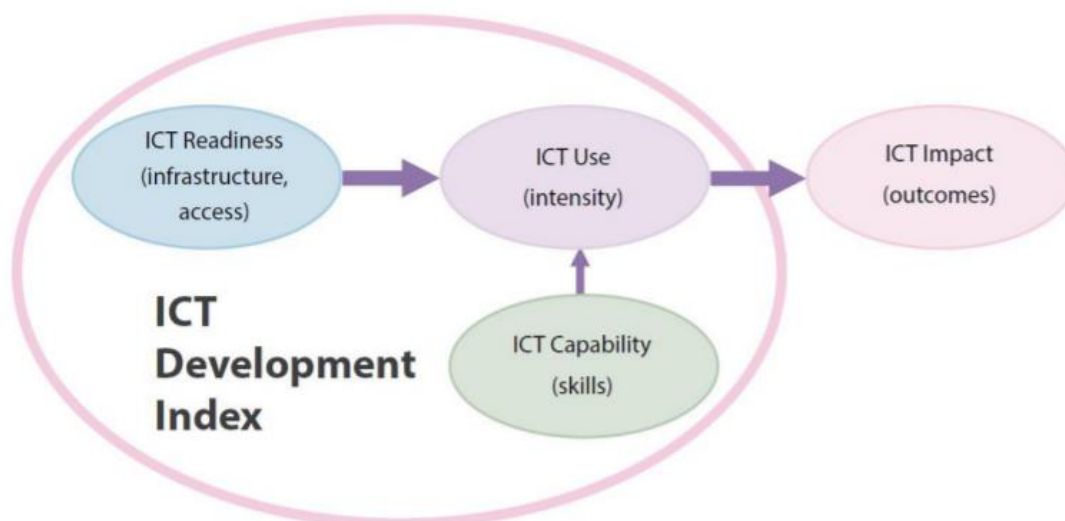 ICT Readiness
(infrastructure,
access)
ICT Use
(intensity)
ICT Impact
(outcomes)
ICT
Development
Index
ICT Capability
(skills)